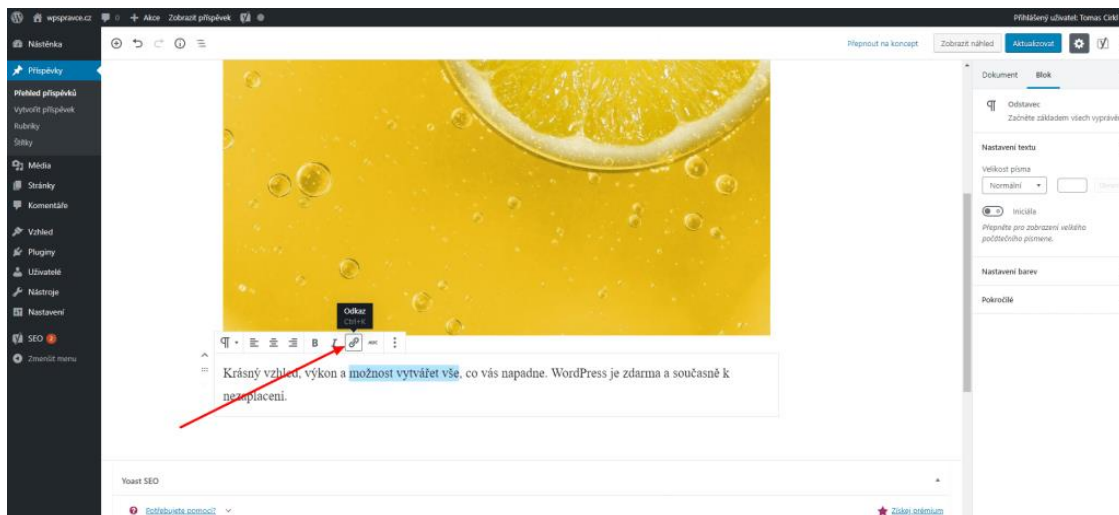 wpspravce.cz 0 + Akce Zobrazit příspěvek Přihlášený uživatel: Tomas Cirkl
Nástěnka
Příspěvky
Přehled příspěvků
Vytvořit příspěvek
Rubriky
Štítky
Média
Stránky
Komentáře
Vzhled
Pluginy
Uživatelé
Nástroje
Nastavení
SEO 2
Zmenšit menu
Přepnout na koncept Zobrazit náhled Aktualizovat
Odkaz
Ctrl+K
B I ABC
Krásný vzhled, výkon a možnost vytvářet vše, co vás napadne. WordPress je zdarma a současně k
nezaplacení.
Yoast SEO
Potřebujete pomoci? Získej prémium
Dokument Blok
Odstavec
Začněte základem všech vyprávě
Nastavení textu
Velikost písma
Normální
Iniciála
Přepněte pro zobrazení velkého
počátečního písmene.
Nastavení barev
Pokročilé